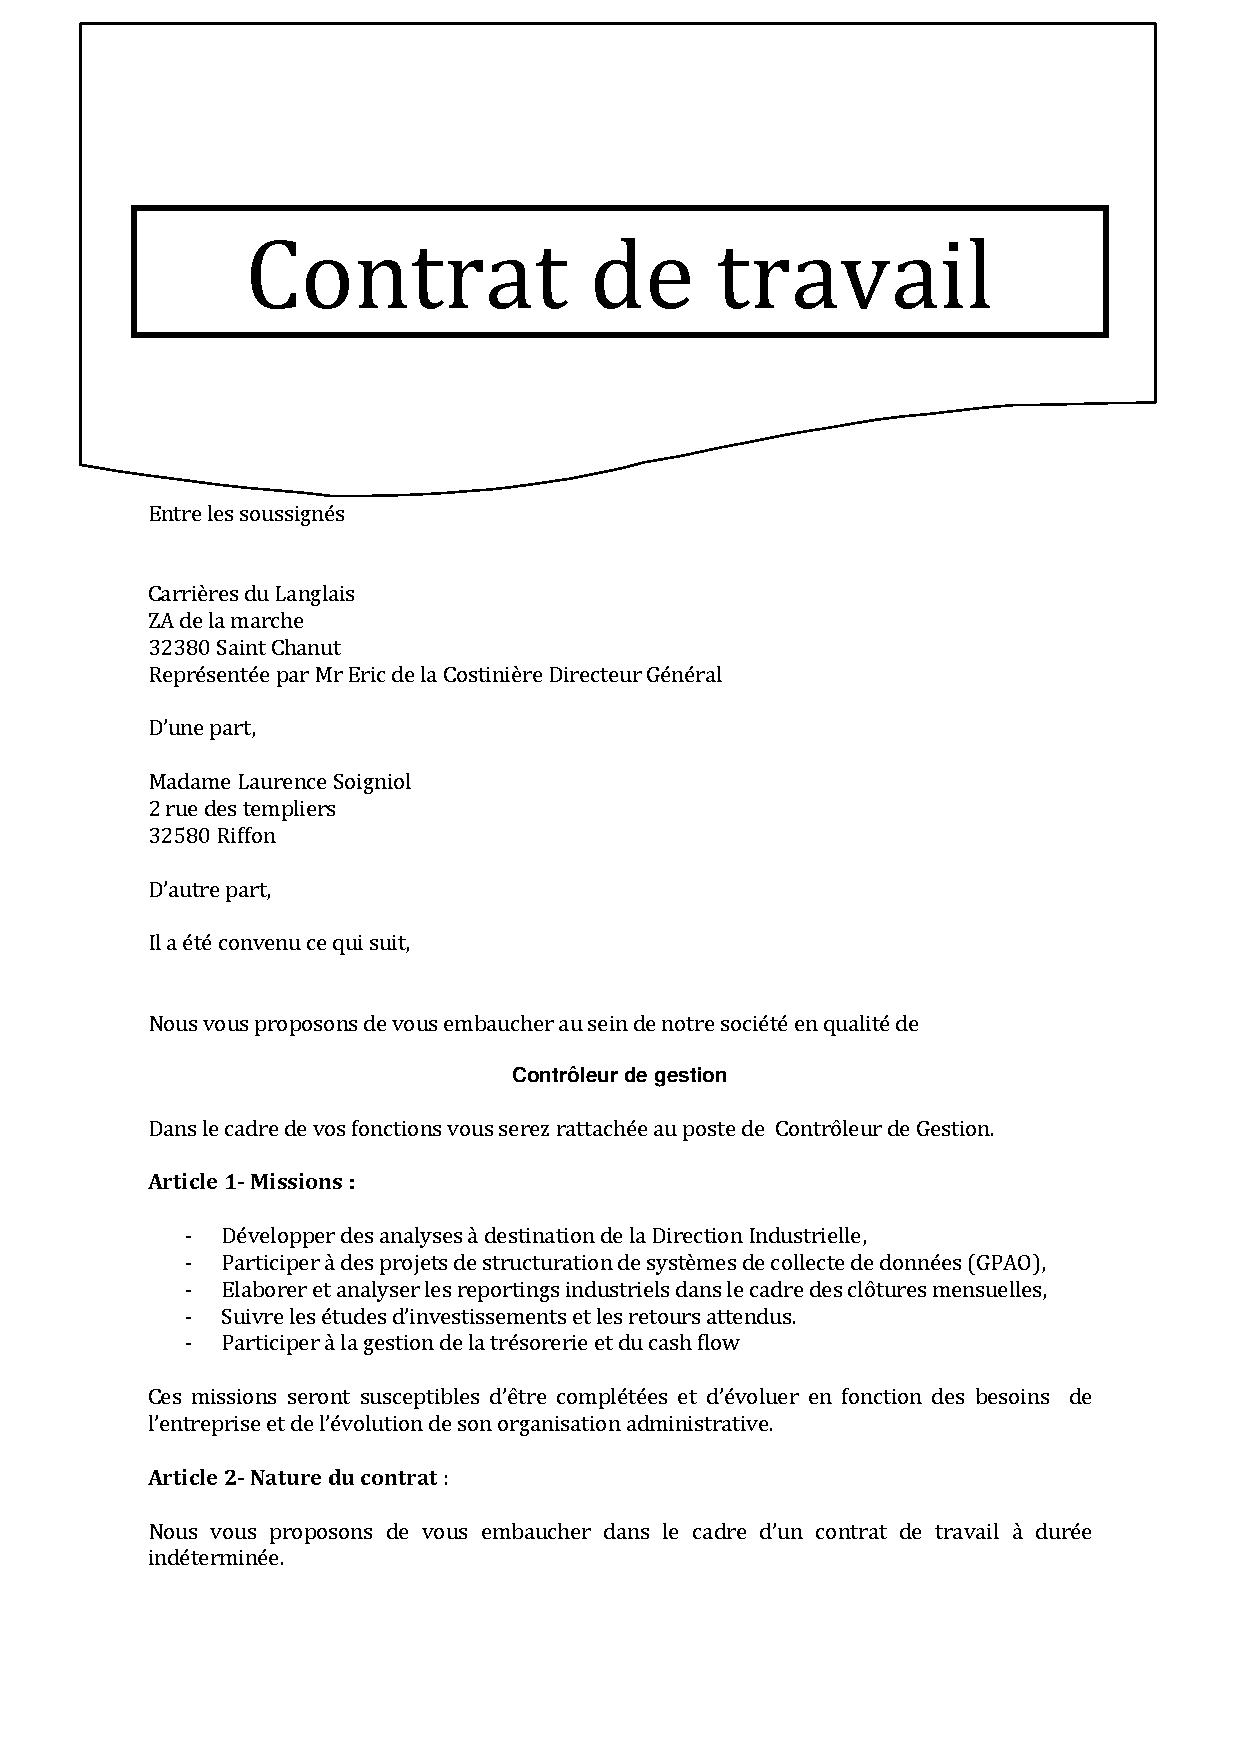 Contrat de travail
Entre les soussignés
Carrières du Langlais
ZA de la marche
32380 Saint Chanut
Représentée par Mr Eric de la Costinière Directeur Général
D’une part,
Madame Laurence Soigniol
2 rue des templiers
32580 Riffon
D’autre part,
Il a été convenu ce qui suit,
Nous vous proposons de vous embaucher au sein de notre société en qualité de
Contrôleur de gestion
Dans le cadre de vos fonctions vous serez rattachée au poste de Contrôleur de Gestion.
Article 1- Missions :
- Développer des analyses à destination de la Direction Industrielle,
- Participer à des projets de structuration de systèmes de collecte de données (GPAO),
- Elaborer et analyser les reportings industriels dans le cadre des clôtures mensuelles,
- Suivre les études d’investissements et les retours attendus.
- Participer à la gestion de la trésorerie et du cash flow
Ces missions seront susceptibles d’être complétées et d’évoluer en fonction des besoins de
l’entreprise et de l’évolution de son organisation administrative.
Article 2- Nature du contrat :
Nous vous proposons de vous embaucher dans le cadre d’un contrat de travail à durée
indéterminée.